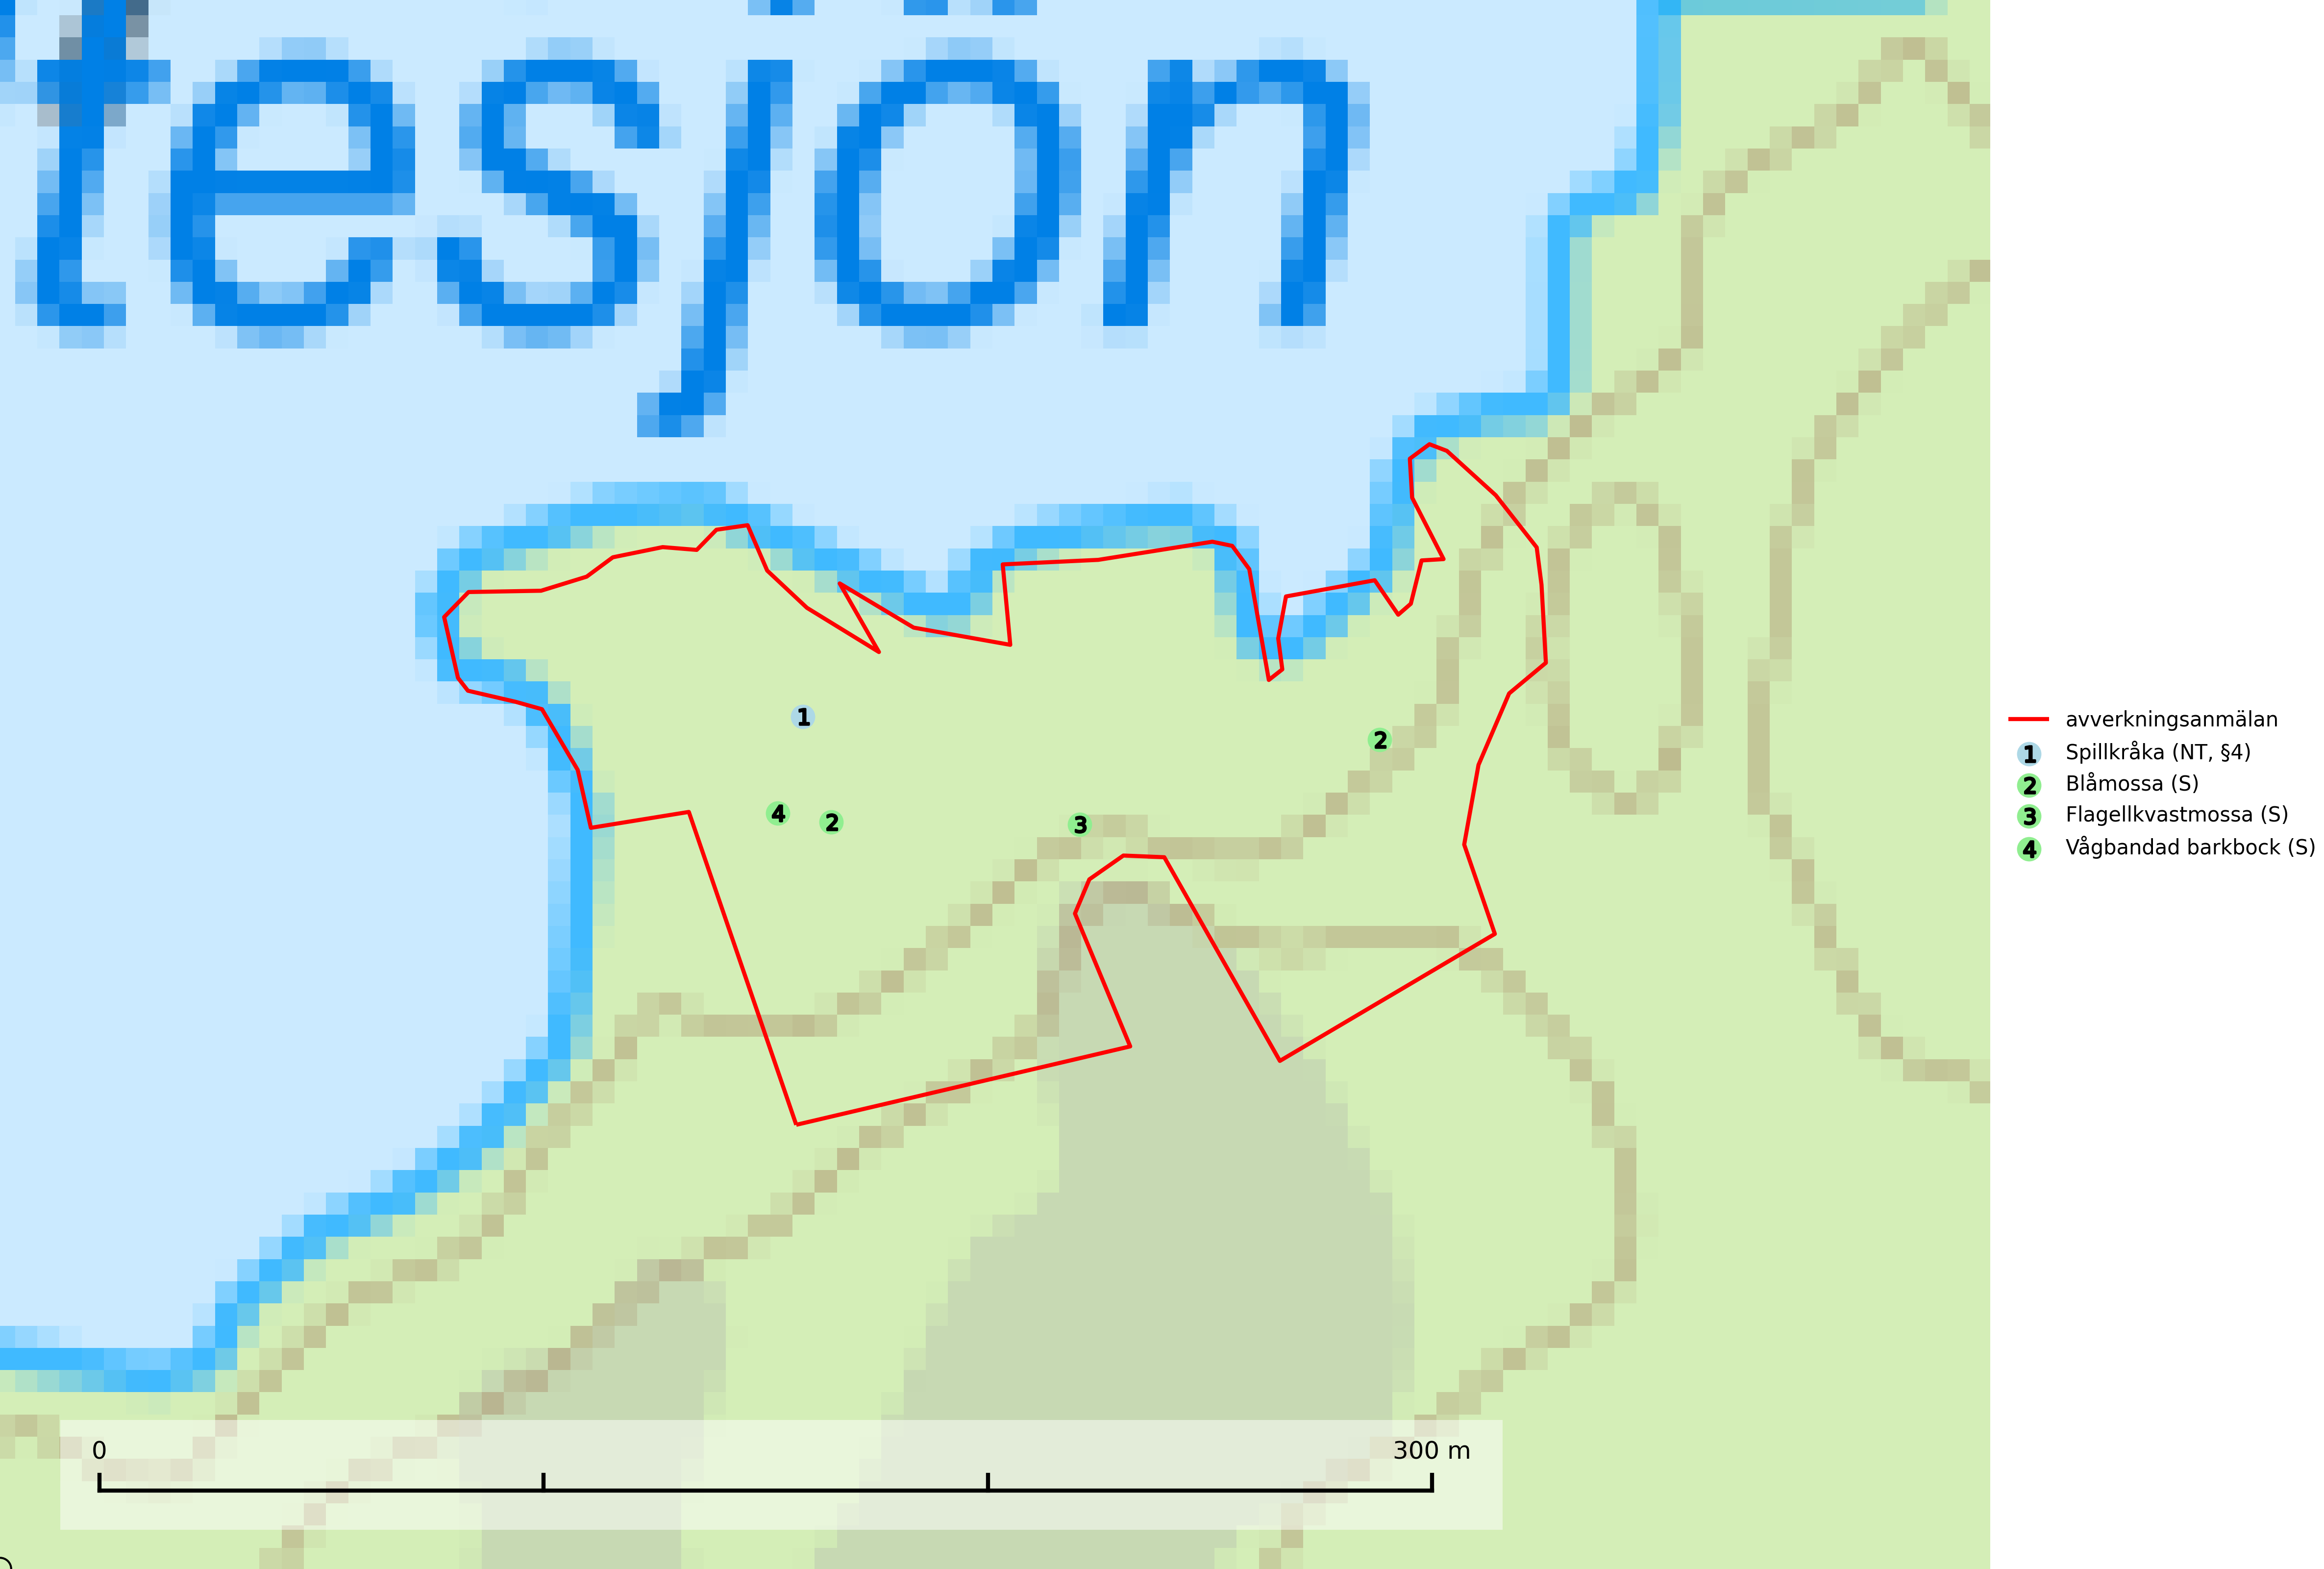 tesjön
avverkningsanmälan
1 Spillkråka (NT, §4)
2 Blåmossa (S)
3 Flagellkvastmossa (S)
4 Vågbandad barkbock (S)
1
2
4
2
3
0 300 m